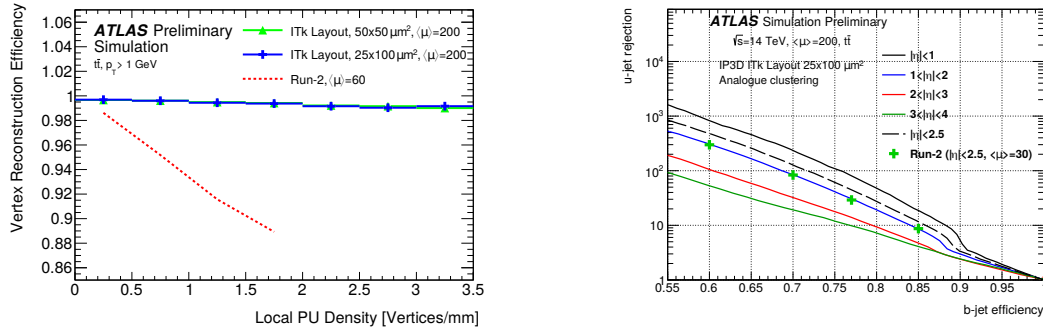 ATLAS Preliminary
Simulation
tt̄, p_T > 1 GeV
ITk Layout, 50x50 μm², ⟨μ⟩=200
ITk Layout, 25x100 μm², ⟨μ⟩=200
Run-2, ⟨μ⟩=60
Vertex Reconstruction Efficiency
1.06
1.04
1.02
1
0.98
0.96
0.94
0.92
0.9
0.88
0.86
0 0.5 1 1.5 2 2.5 3 3.5
Local PU Density [Vertices/mm]
ATLAS Simulation Preliminary
√s=14 TeV, <μ>=200, tt̄
IP3D ITk Layout 25x100 μm²
Analogue clustering
|η|<1
1<|η|<2
2<|η|<3
3<|η|<4
|η|<2.5
Run-2 (|η|<2.5, <μ>=30)
u-jet rejection
10⁴
10³
10²
10
1
0.55 0.6 0.65 0.7 0.75 0.8 0.85 0.9 0.95
b-jet efficiency